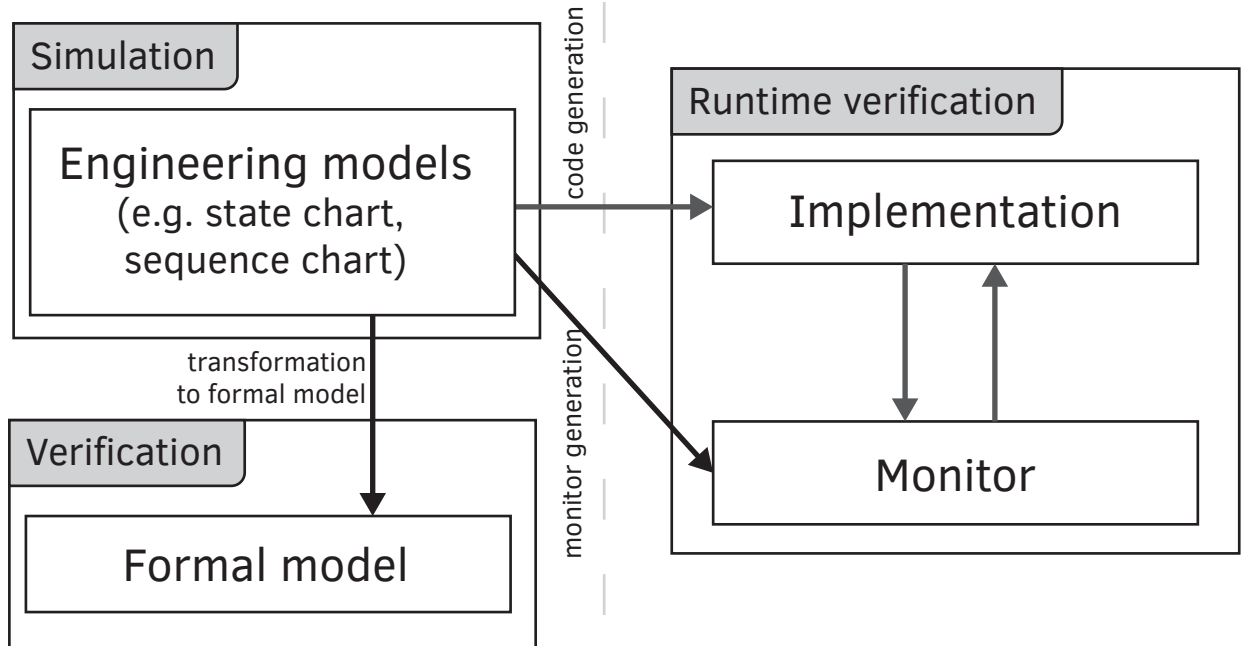 Simulation
Engineering models
(e.g. state chart,
sequence chart)
code generation
Runtime verification
Implementation
transformation
to formal model
monitor generation
Monitor
Verification
Formal model